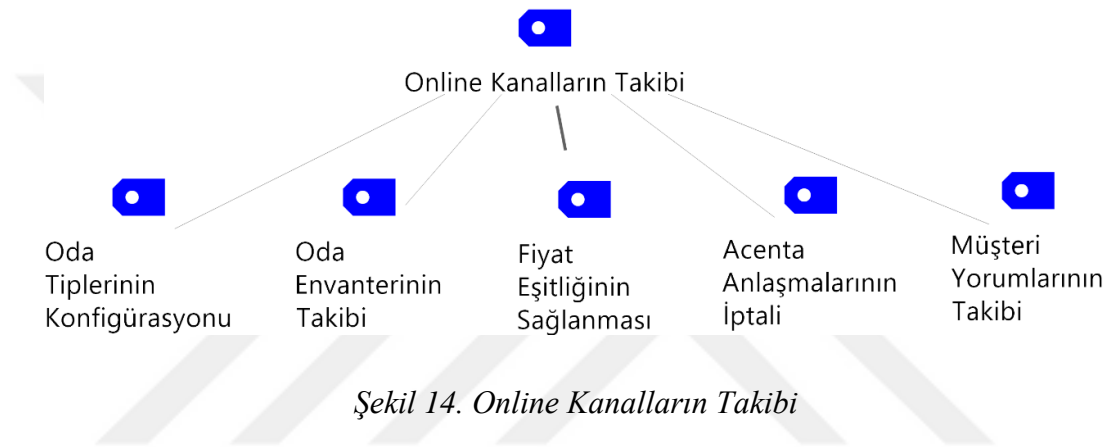 Online Kanalların Takibi
Oda
Tiplerinin
Konfigürasyonu
Oda
Envanterinin
Takibi
Fiyat
Eşitliğinin
Sağlanması
Acenta
Anlaşmalarının
İptali
Müşteri
Yorumlarının
Takibi
Şekil 14. Online Kanalların Takibi